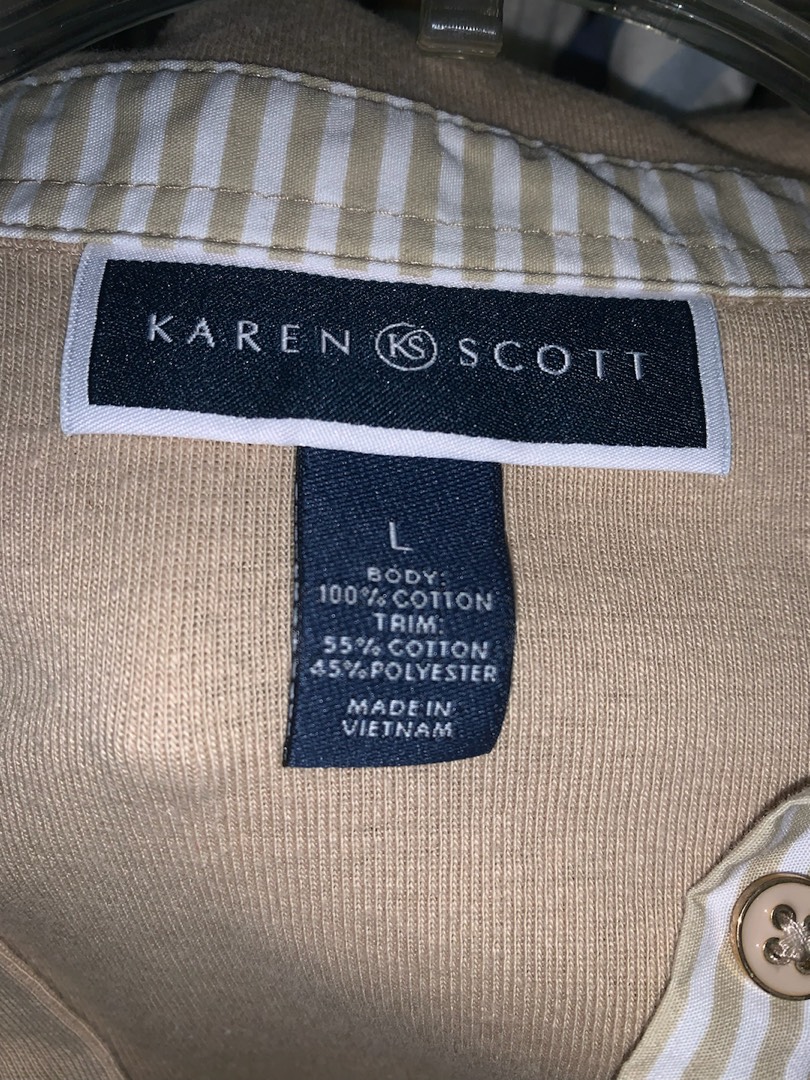 KAREN KS SCOTT
L
BODY:
100% COTTON
TRIM:
55% COTTON
45% POLYESTER
MADE IN
VIETNAM